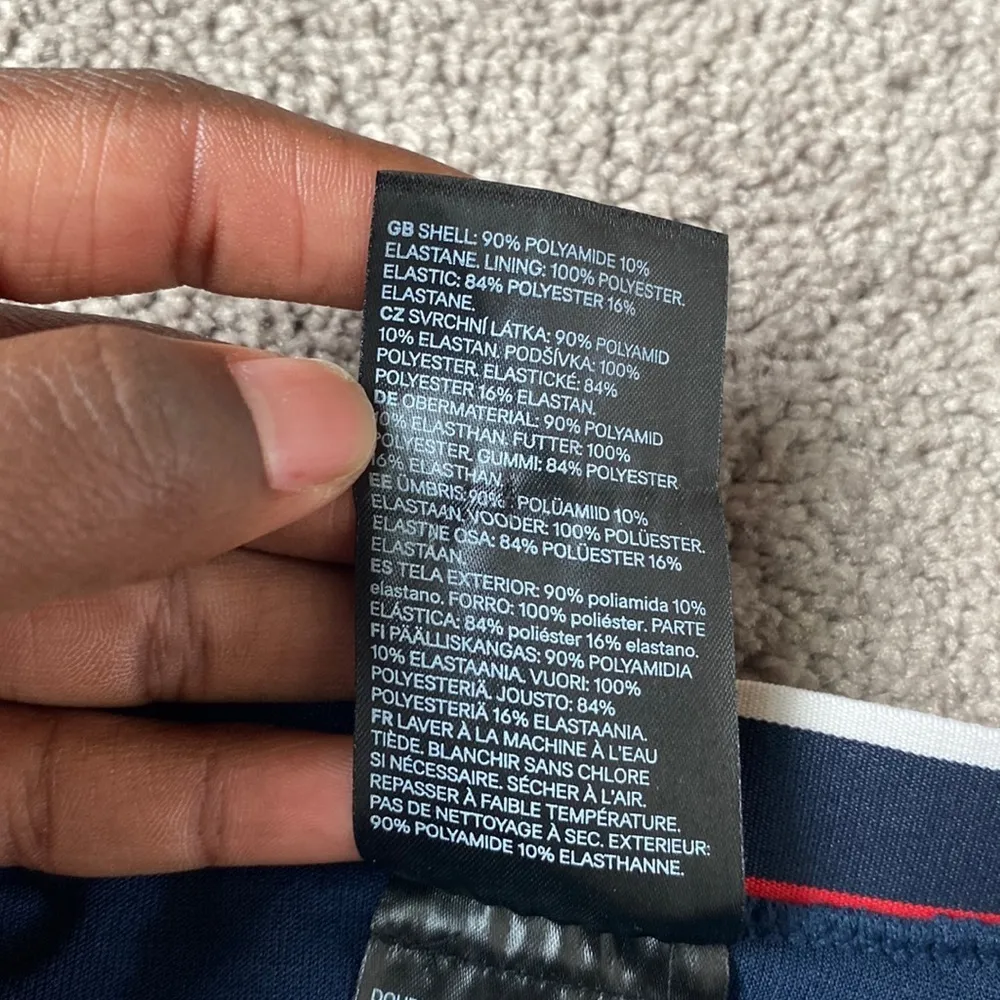 GB SHELL: 90% POLYAMIDE 10%
ELASTANE. LINING: 100% POLYESTER.
ELASTIC: 84% POLYESTER 16%
ELASTANE.
CZ SVRCHNÍ LÁTKA: 90% POLYAMID
10% ELASTAN. PODŠÍVKA: 100%
POLYESTER. ELASTICKÉ: 84%
POLYESTER 16% ELASTAN.
DE OBERMATERIAL: 90% POLYAMID
10% ELASTHAN. FUTTER: 100%
POLYESTER. GUMMI: 84% POLYESTER
16% ELASTHAN.
EE ÜMBRIS: 90% POLÜAMIID 10%
ELASTAAN. VOODER: 100% POLÜESTER.
ELASTNE OSA: 84% POLÜESTER 16%
ELASTAAN
ES TELA EXTERIOR: 90% poliamida 10%
elastano. FORRO: 100% poliéster. PARTE
ELÁSTICA: 84% poliéster 16% elastano.
FI PÄÄLLISKANGAS: 90% POLYAMIDIA
10% ELASTAANIA. VUORI: 100%
POLYESTERIÄ. JOUSTO: 84%
POLYESTERIÄ 16% ELASTAANIA.
FR LAVER À LA MACHINE À L'EAU
TIÈDE. BLANCHIR SANS CHLORE
SI NÉCESSAIRE. SÉCHER À L'AIR.
REPASSER À FAIBLE TEMPÉRATURE.
PAS DE NETTOYAGE À SEC. EXTERIEUR:
90% POLYAMIDE 10% ELASTHANNE.